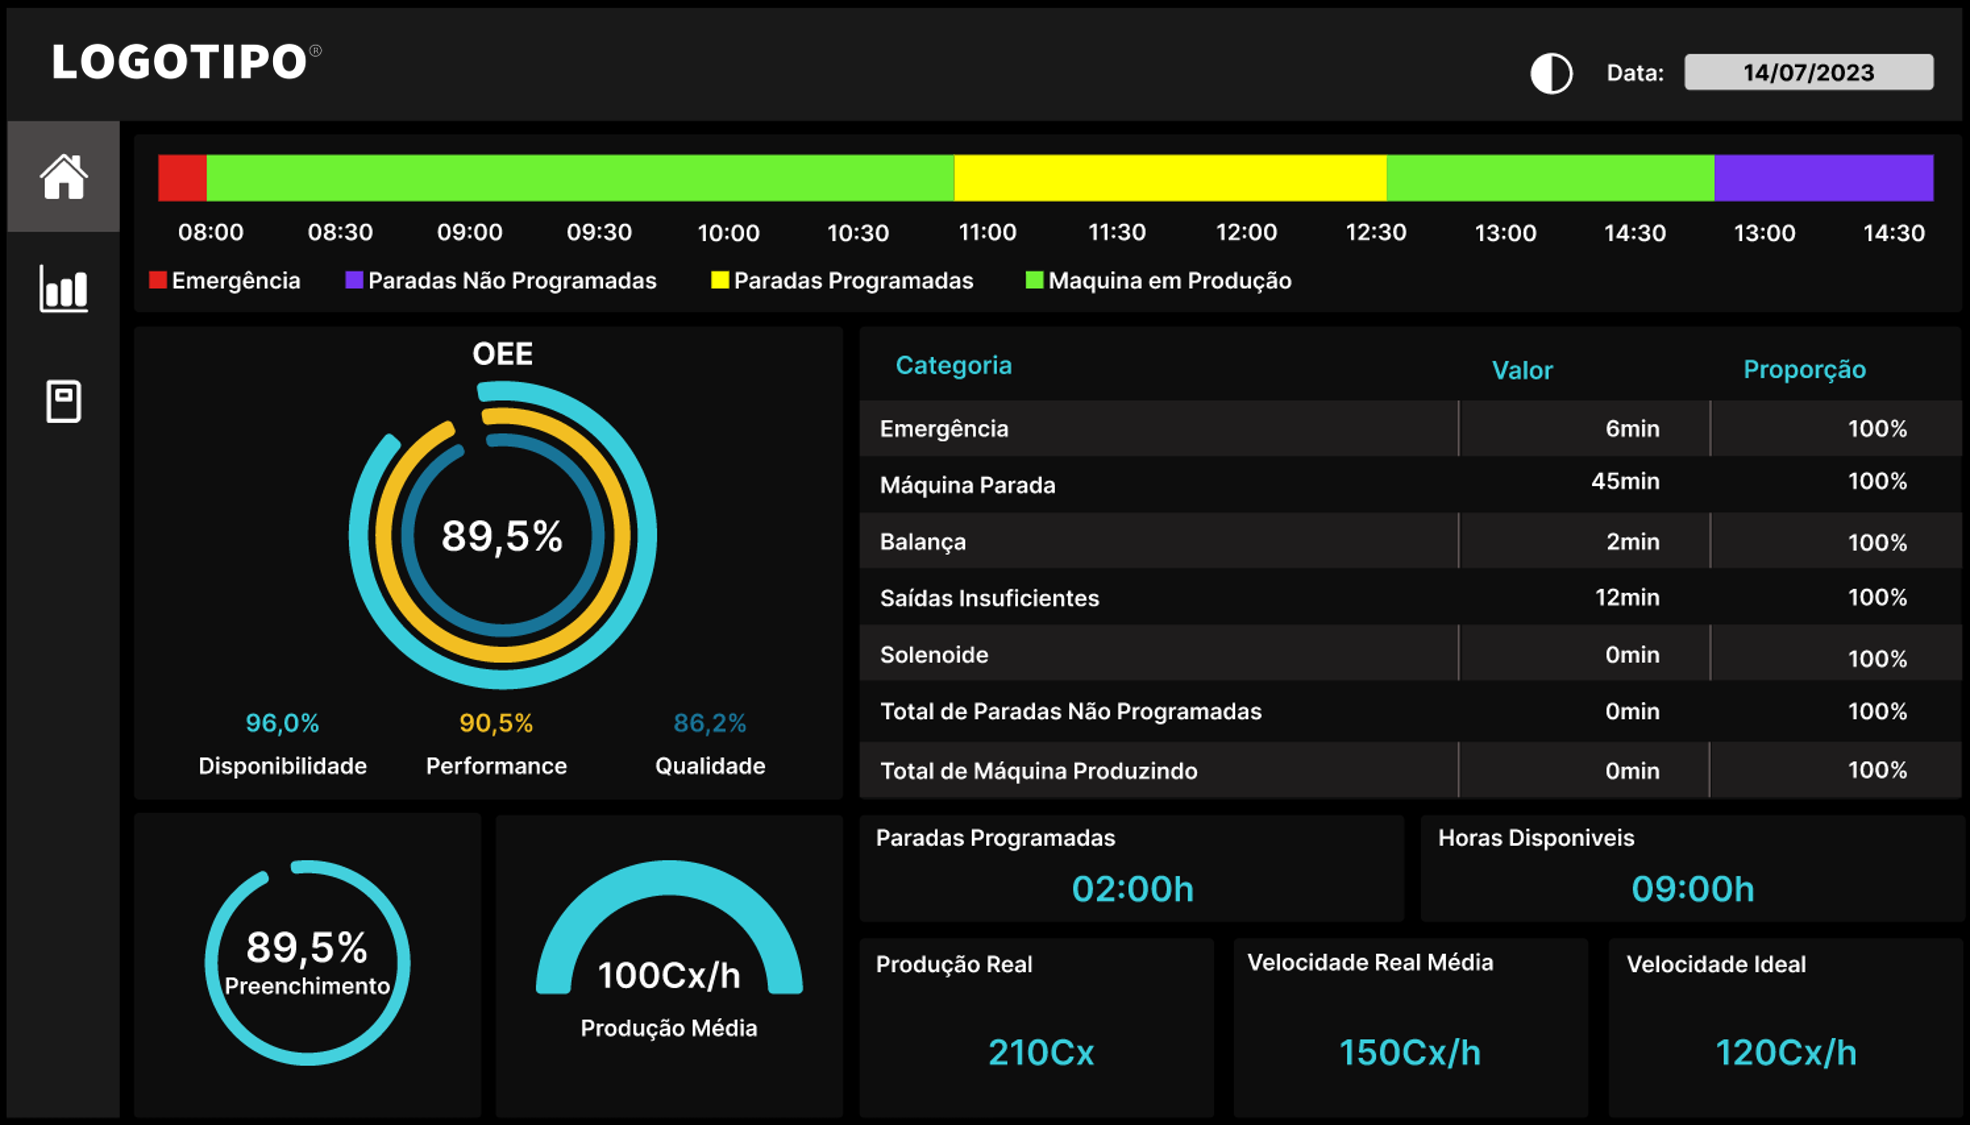 LOGOTIPO®
Data: 14/07/2023
08:00 08:30 09:00 09:30 10:00 10:30 11:00 11:30 12:00 12:30 13:00 14:30 13:00 14:30
Emergência Paradas Não Programadas Paradas Programadas Maquina em Produção
OEE
89,5%
96,0% 90,5% 86,2%
Disponibilidade Performance Qualidade
Categoria Valor Proporção
Emergência 6min 100%
Máquina Parada 45min 100%
Balança 2min 100%
Saídas Insuficientes 12min 100%
Solenoide 0min 100%
Total de Paradas Não Programadas 0min 100%
Total de Máquina Produzindo 0min 100%
89,5%
Preenchimento
100Cx/h
Produção Média
Paradas Programadas
02:00h
Horas Disponiveis
09:00h
Produção Real
210Cx
Velocidade Real Média
150Cx/h
Velocidade Ideal
120Cx/h